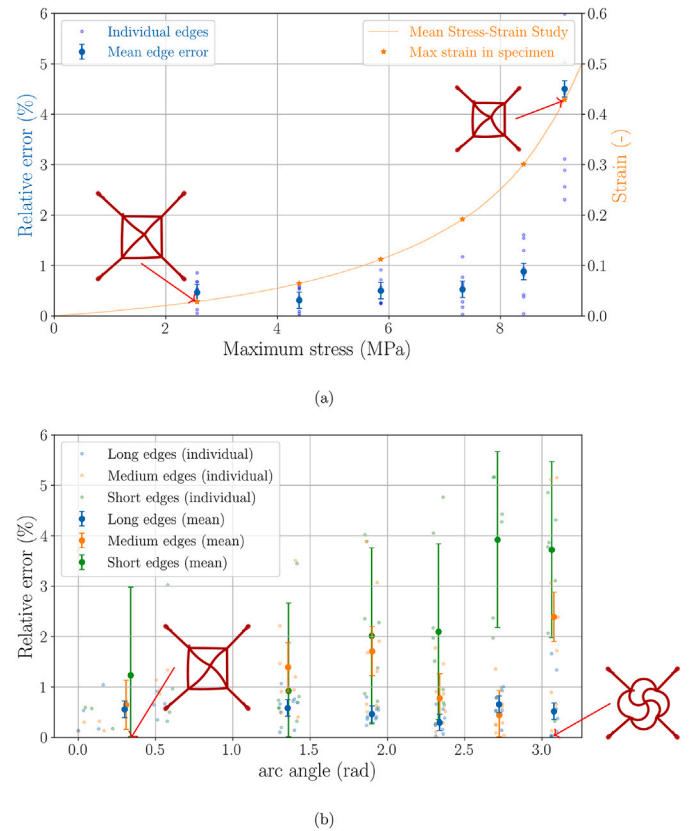 6
5
4
3
2
1
0
Relative error (%)
0.6
0.5
0.4
0.3
0.2
0.1
0.0
Strain (-)
Individual edges
Mean edge error
Mean Stress-Strain Study
Max strain in specimen
0 2 4 6 8
Maximum stress (MPa)
(a)
6
5
4
3
2
1
0
Relative error (%)
Long edges (individual)
Medium edges (individual)
Short edges (individual)
Long edges (mean)
Medium edges (mean)
Short edges (mean)
0.0 0.5 1.0 1.5 2.0 2.5 3.0
arc angle (rad)
(b)